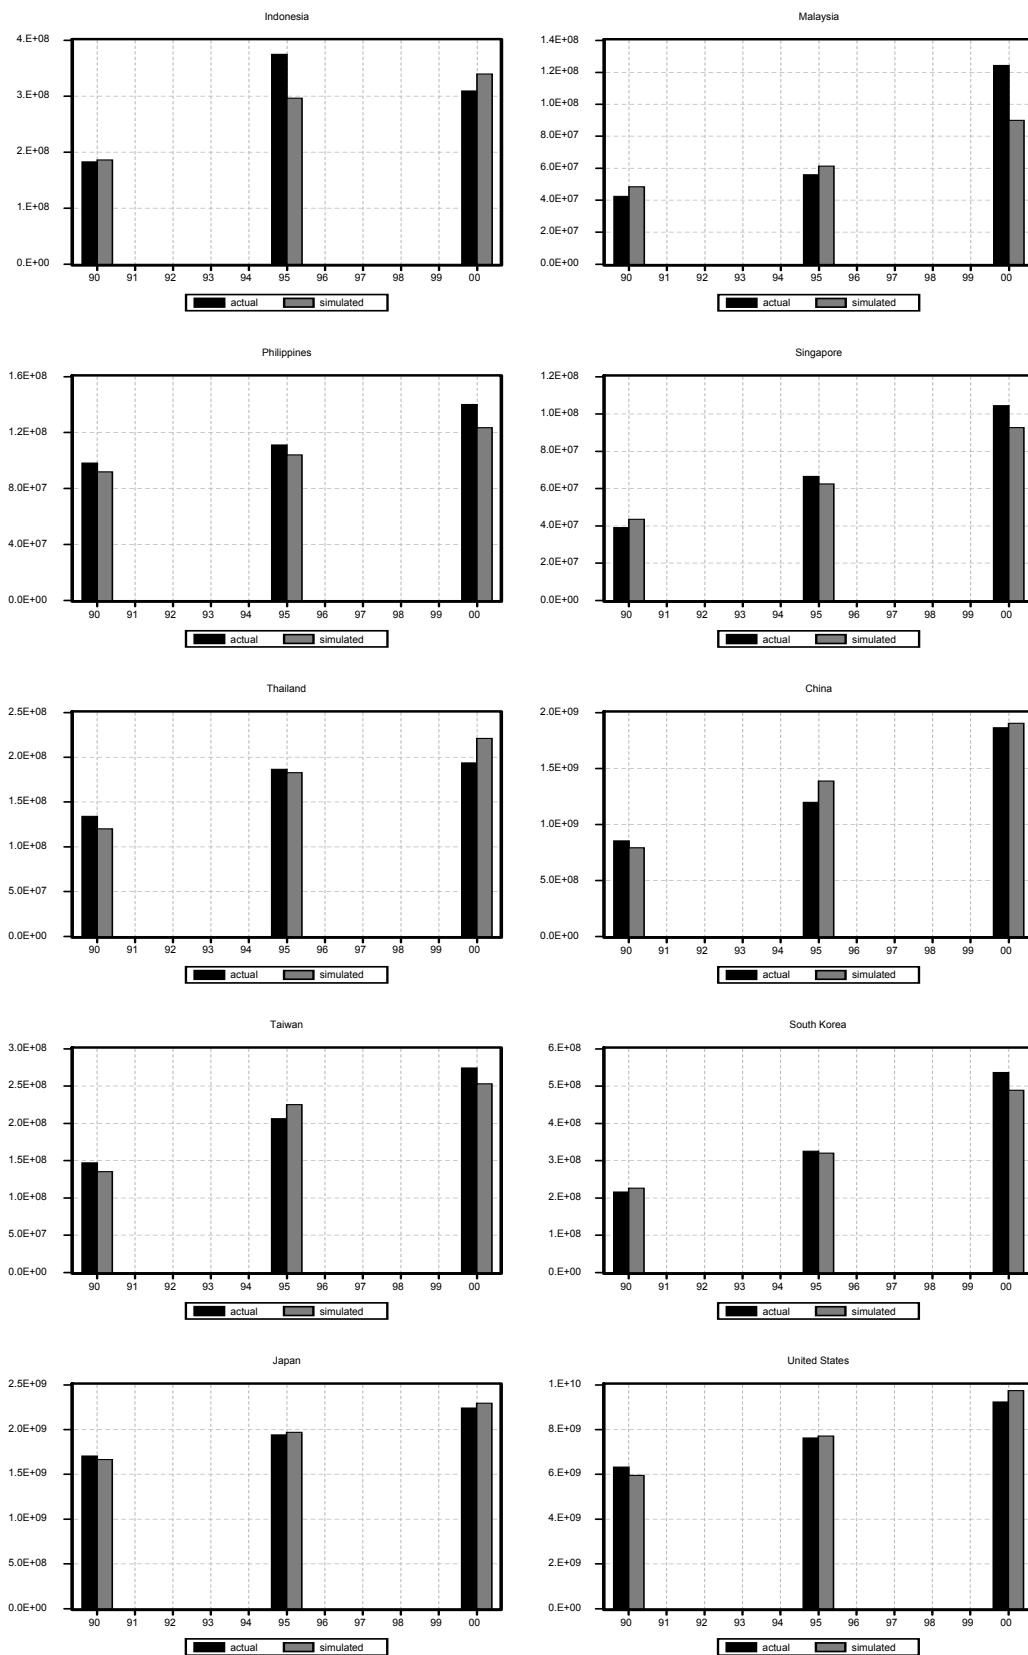 Indonesia
4.E+08
3.E+08
2.E+08
1.E+08
0.E+00
90 91 92 93 94 95 96 97 98 99 00
actual simulated
Malaysia
1.4E+08
1.2E+08
1.0E+08
8.0E+07
6.0E+07
4.0E+07
2.0E+07
0.0E+00
90 91 92 93 94 95 96 97 98 99 00
actual simulated
Philippines
1.6E+08
1.2E+08
8.0E+07
4.0E+07
0.0E+00
90 91 92 93 94 95 96 97 98 99 00
actual simulated
Singapore
1.2E+08
1.0E+08
8.0E+07
6.0E+07
4.0E+07
2.0E+07
0.0E+00
90 91 92 93 94 95 96 97 98 99 00
actual simulated
Thailand
2.5E+08
2.0E+08
1.5E+08
1.0E+08
5.0E+07
0.0E+00
90 91 92 93 94 95 96 97 98 99 00
actual simulated
China
2.0E+09
1.5E+09
1.0E+09
5.0E+08
0.0E+00
90 91 92 93 94 95 96 97 98 99 00
actual simulated
Taiwan
3.0E+08
2.5E+08
2.0E+08
1.5E+08
1.0E+08
5.0E+07
0.0E+00
90 91 92 93 94 95 96 97 98 99 00
actual simulated
South Korea
6.E+08
5.E+08
4.E+08
3.E+08
2.E+08
1.E+08
0.E+00
90 91 92 93 94 95 96 97 98 99 00
actual simulated
Japan
2.5E+09
2.0E+09
1.5E+09
1.0E+09
5.0E+08
0.0E+00
90 91 92 93 94 95 96 97 98 99 00
actual simulated
United States
1.E+10
8.E+09
6.E+09
4.E+09
2.E+09
0.E+00
90 91 92 93 94 95 96 97 98 99 00
actual simulated